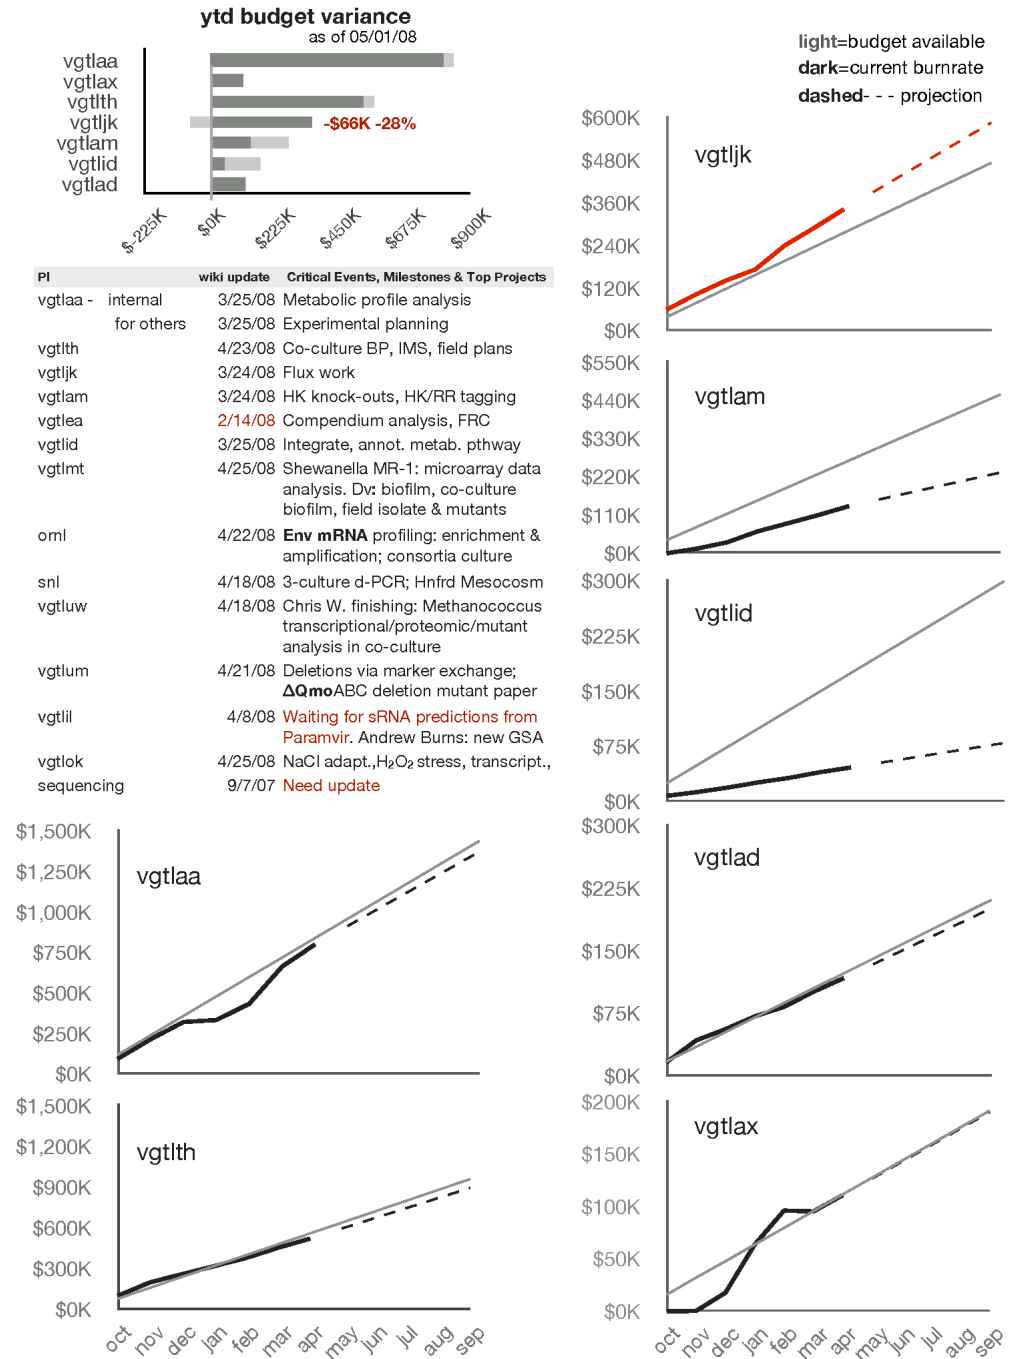 ytd budget variance
as of 05/01/08
vgtlaa
vgtlax
vgtlth
vgtljk
-$66K -28%
vgtlam
vgtlid
vgtlad
$-225K
$0K
$225K
$450K
$675K
$900K
light=budget available
dark=current burnrate
dashed- - - projection
PI wiki update Critical Events, Milestones & Top Projects
vgtlaa - internal 3/25/08 Metabolic profile analysis
for others 3/25/08 Experimental planning
vgtlth 4/23/08 Co-culture BP, IMS, field plans
vgtljk 3/24/08 Flux work
vgtlam 3/24/08 HK knock-outs, HK/RR tagging
vgtlea 2/14/08 Compendium analysis, FRC
vgtlid 3/25/08 Integrate, annot. metab. pthway
vgtlmt 4/25/08 Shewanella MR-1: microarray data
analysis. Dv: biofilm, co-culture
biofilm, field isolate & mutants
ornl 4/22/08 Env mRNA profiling: enrichment &
amplification; consortia culture
snl 4/18/08 3-culture d-PCR; Hnfrd Mesocosm
vgtluw 4/18/08 Chris W. finishing: Methanococcus
transcriptional/proteomic/mutant
analysis in co-culture
vgtlum 4/21/08 Deletions via marker exchange;
ΔQmoABC deletion mutant paper
vgtlil 4/8/08 Waiting for sRNA predictions from
Paramvir. Andrew Burns: new GSA
vgtlok 4/25/08 NaCl adapt.,H₂O₂ stress, transcript.,
sequencing 9/7/07 Need update
$600K
vgtljk
$480K
$360K
$240K
$120K
$0K
$550K
vgtlam
$440K
$330K
$220K
$110K
$0K
$300K
vgtlid
$225K
$150K
$75K
$0K
$1,500K
vgtlaa
$1,250K
$1,000K
$750K
$500K
$250K
$0K
$300K
vgtlad
$225K
$150K
$75K
$0K
$1,500K
vgtlth
$1,200K
$900K
$600K
$300K
$0K
oct nov dec jan feb mar apr may jun jul aug sep
$200K
vgtlax
$150K
$100K
$50K
$0K
oct nov dec jan feb mar apr may jun jul aug sep